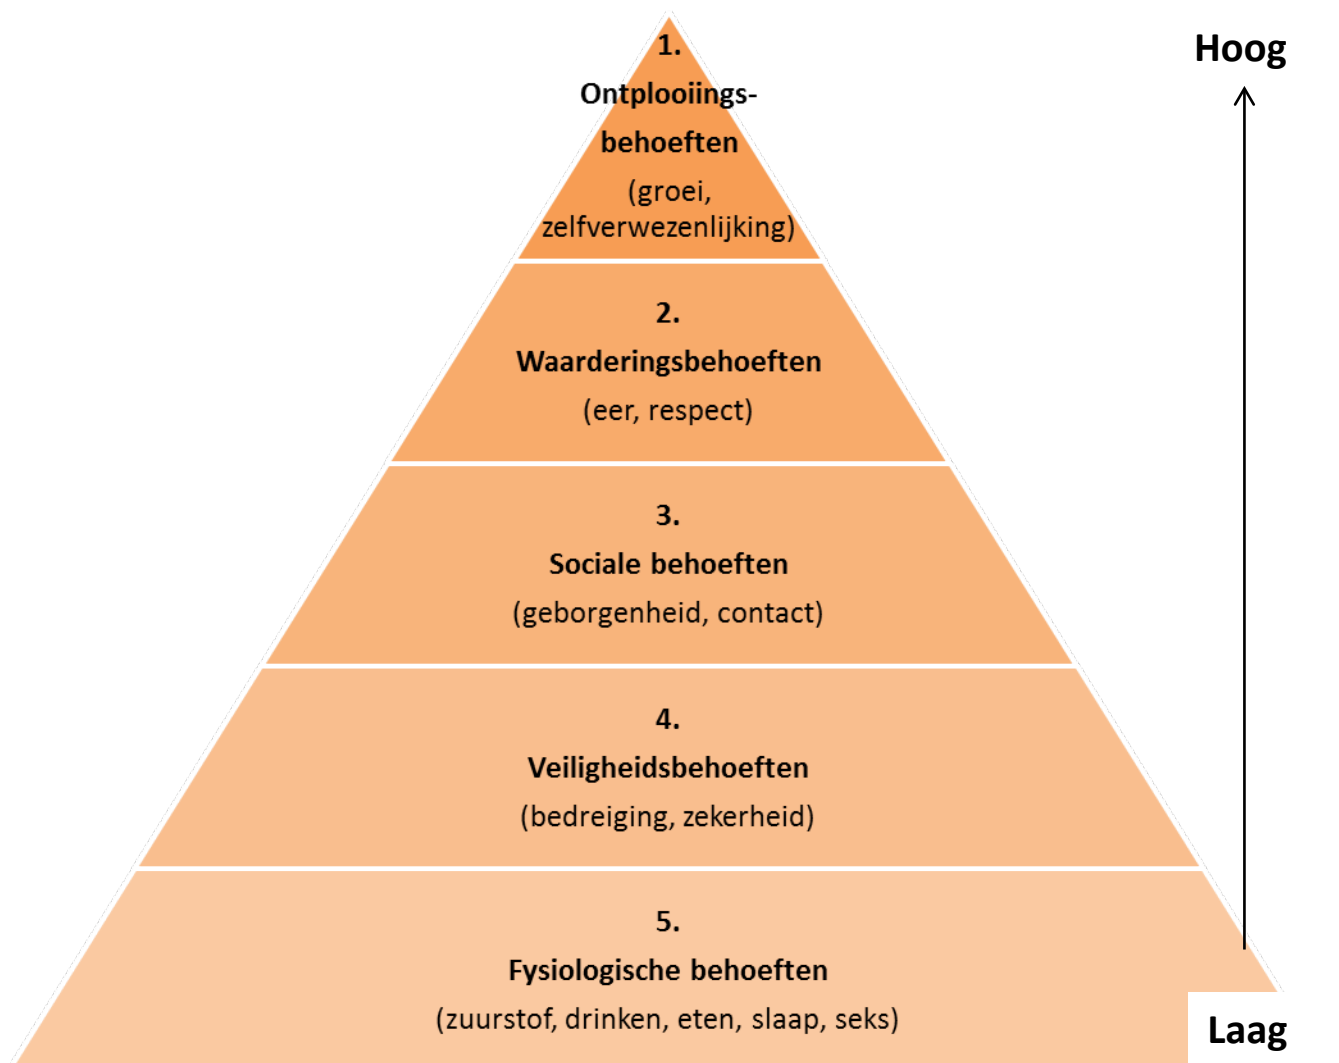 1.
Hoog
Ontplooiings-
behoeften
(groei,
zelfverwezenlijking)
2.
Waarderingsbehoeften
(eer, respect)
3.
Sociale behoeften
(geborgenheid, contact)
4.
Veiligheidsbehoeften
(bedreiging, zekerheid)
5.
Fysiologische behoeften
(zuurstof, drinken, eten, slaap, seks)
Laag